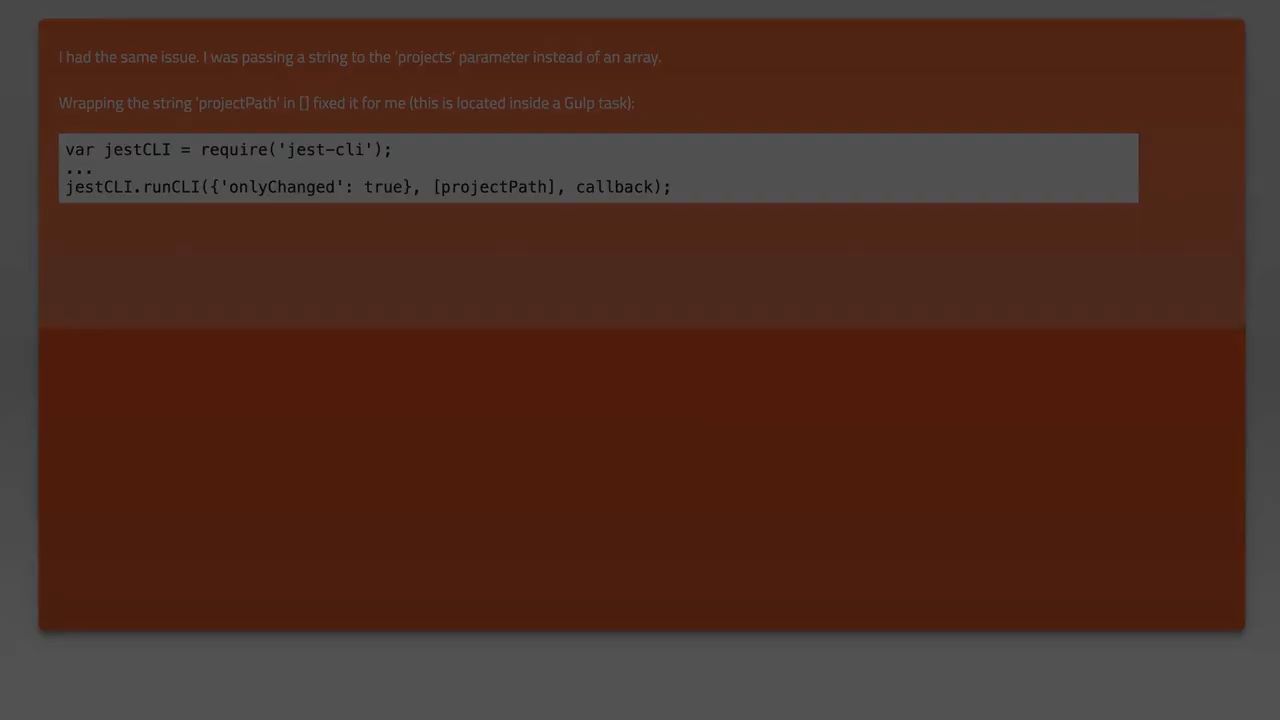 I had the same issue. I was passing a string to the 'projects' parameter instead of an array.
Wrapping the string 'projectPath' in [] fixed it for me (this is located inside a Gulp task):
var jestCLI = require('jest-cli');
...
jestCLI.runCLI({'onlyChanged': true}, [projectPath], callback);